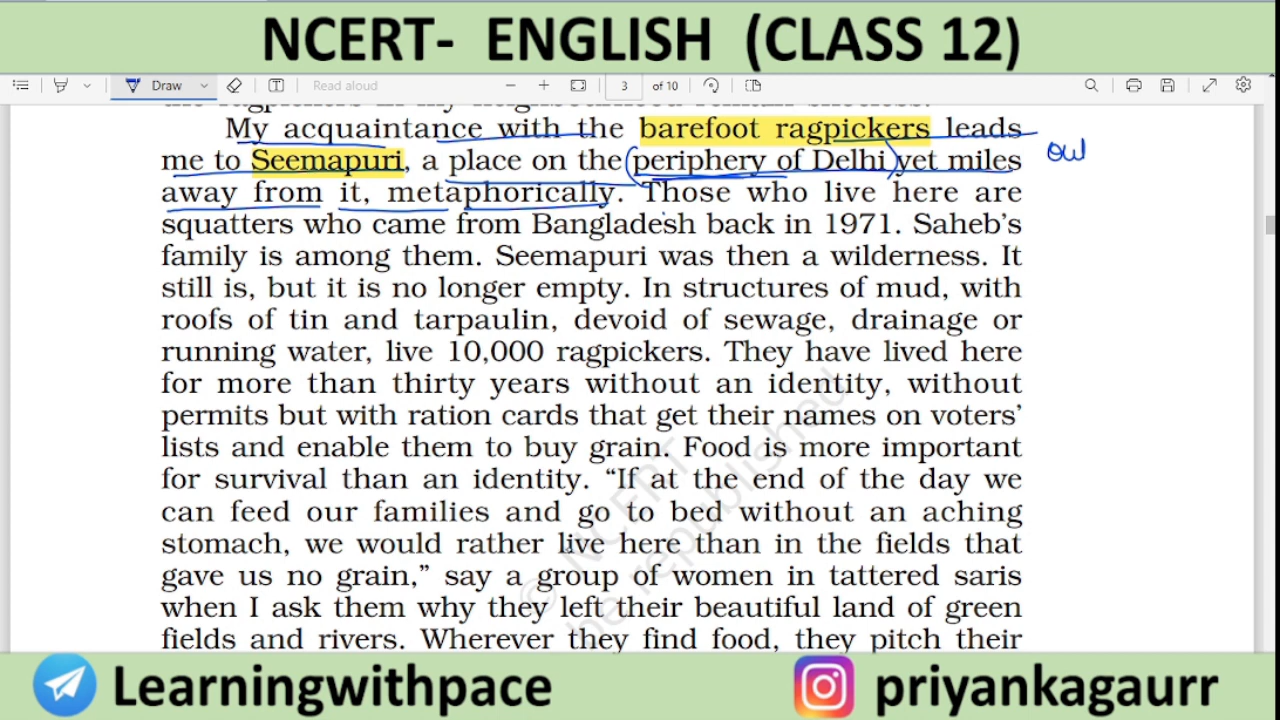 NCERT- ENGLISH (CLASS 12)
Draw
Read aloud
3 of 10
My acquaintance with the barefoot ragpickers leads
me to Seemapuri, a place on the periphery of Delhi yet miles
away from it, metaphorically. Those who live here are
squatters who came from Bangladesh back in 1971. Saheb’s
family is among them. Seemapuri was then a wilderness. It
still is, but it is no longer empty. In structures of mud, with
roofs of tin and tarpaulin, devoid of sewage, drainage or
running water, live 10,000 ragpickers. They have lived here
for more than thirty years without an identity, without
permits but with ration cards that get their names on voters’
lists and enable them to buy grain. Food is more important
for survival than an identity. “If at the end of the day we
can feed our families and go to bed without an aching
stomach, we would rather live here than in the fields that
gave us no grain,” say a group of women in tattered saris
when I ask them why they left their beautiful land of green
fields and rivers. Wherever they find food, they pitch their
© NCERT
be republished
Learningwithpace
priyankagaurr